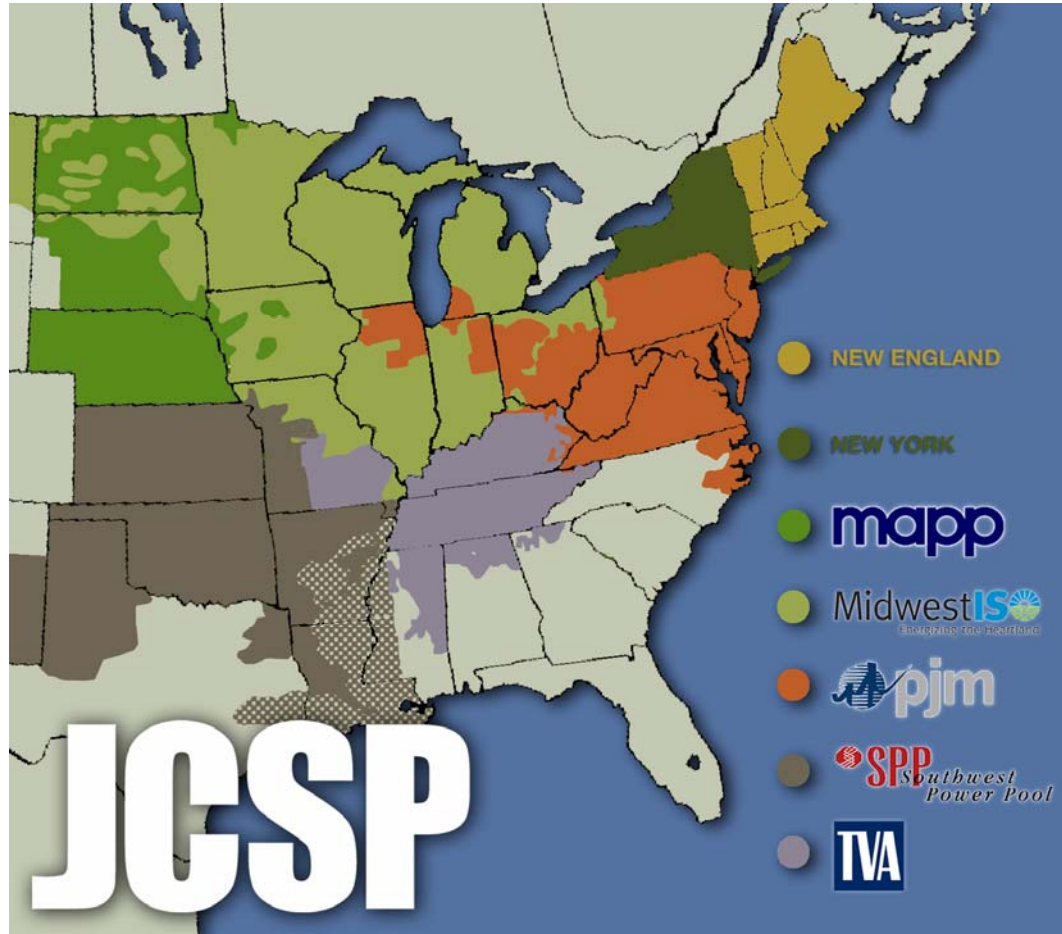 NEW ENGLAND
NEW YORK
mapp
MidwestISO
Energizing the Heartland
pjm
SPP Southwest
Power Pool
JCSP
TVA